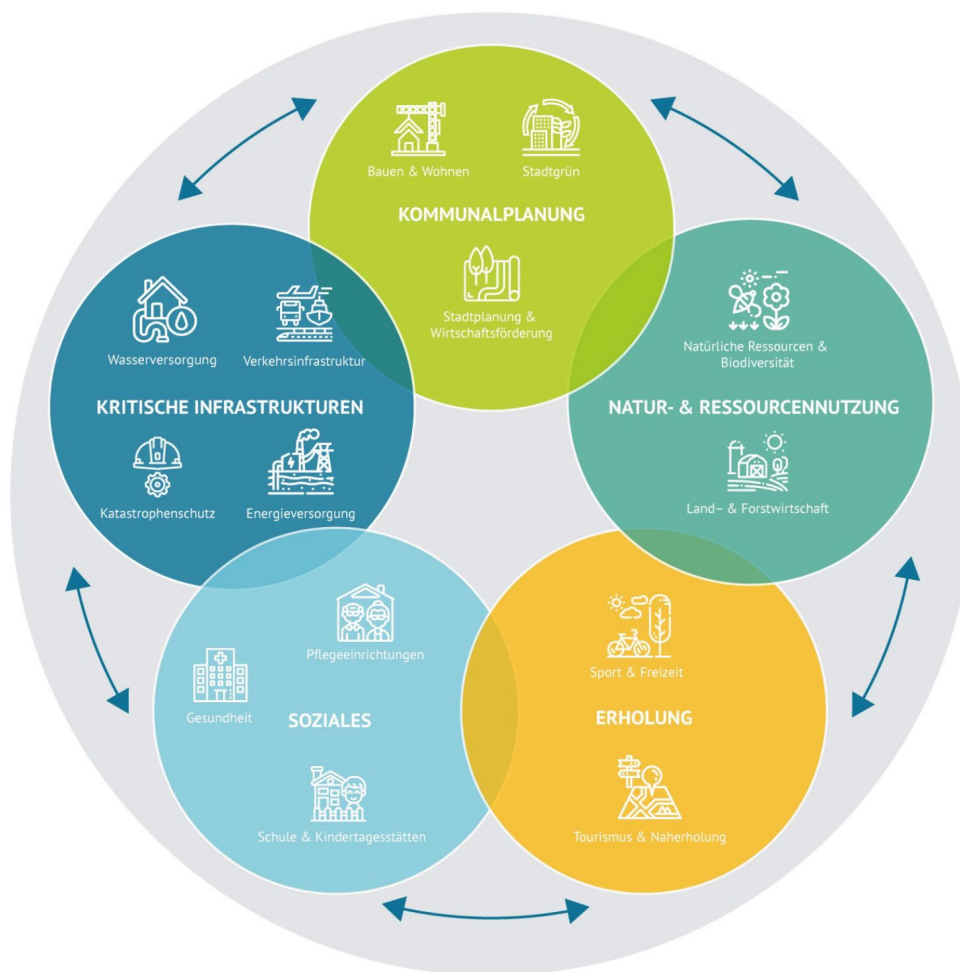 Bauen & Wohnen
Stadtgrün
KOMMUNALPLANUNG
Stadtplanung &
Wirtschaftsförderung
Wasserversorgung
Verkehrsinfrastruktur
KRITISCHE INFRASTRUKTUREN
Katastrophenschutz
Energieversorgung
Natürliche Ressourcen &
Biodiversität
NATUR- & RESSOURCENNUTZUNG
Land– & Forstwirtschaft
Pflegeeinrichtungen
Gesundheit
SOZIALES
Schule & Kindertagesstätten
Sport & Freizeit
ERHOLUNG
Tourismus & Naherholung